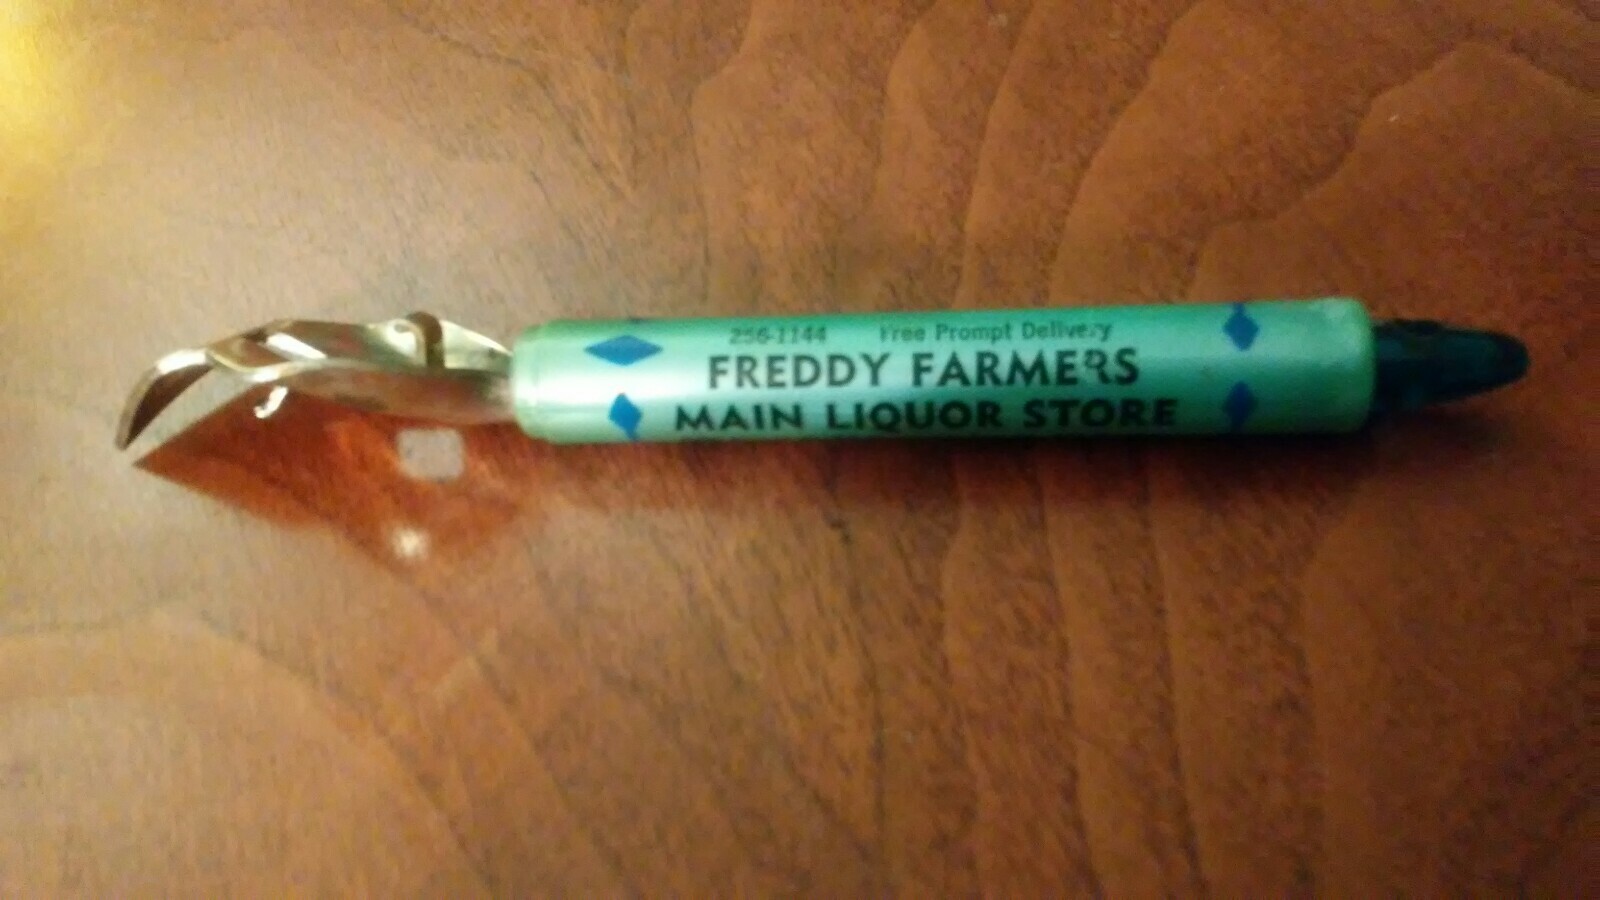 256-1144 Free Prompt Delivery
FREDDY FARMERS
MAIN LIQUOR STORE